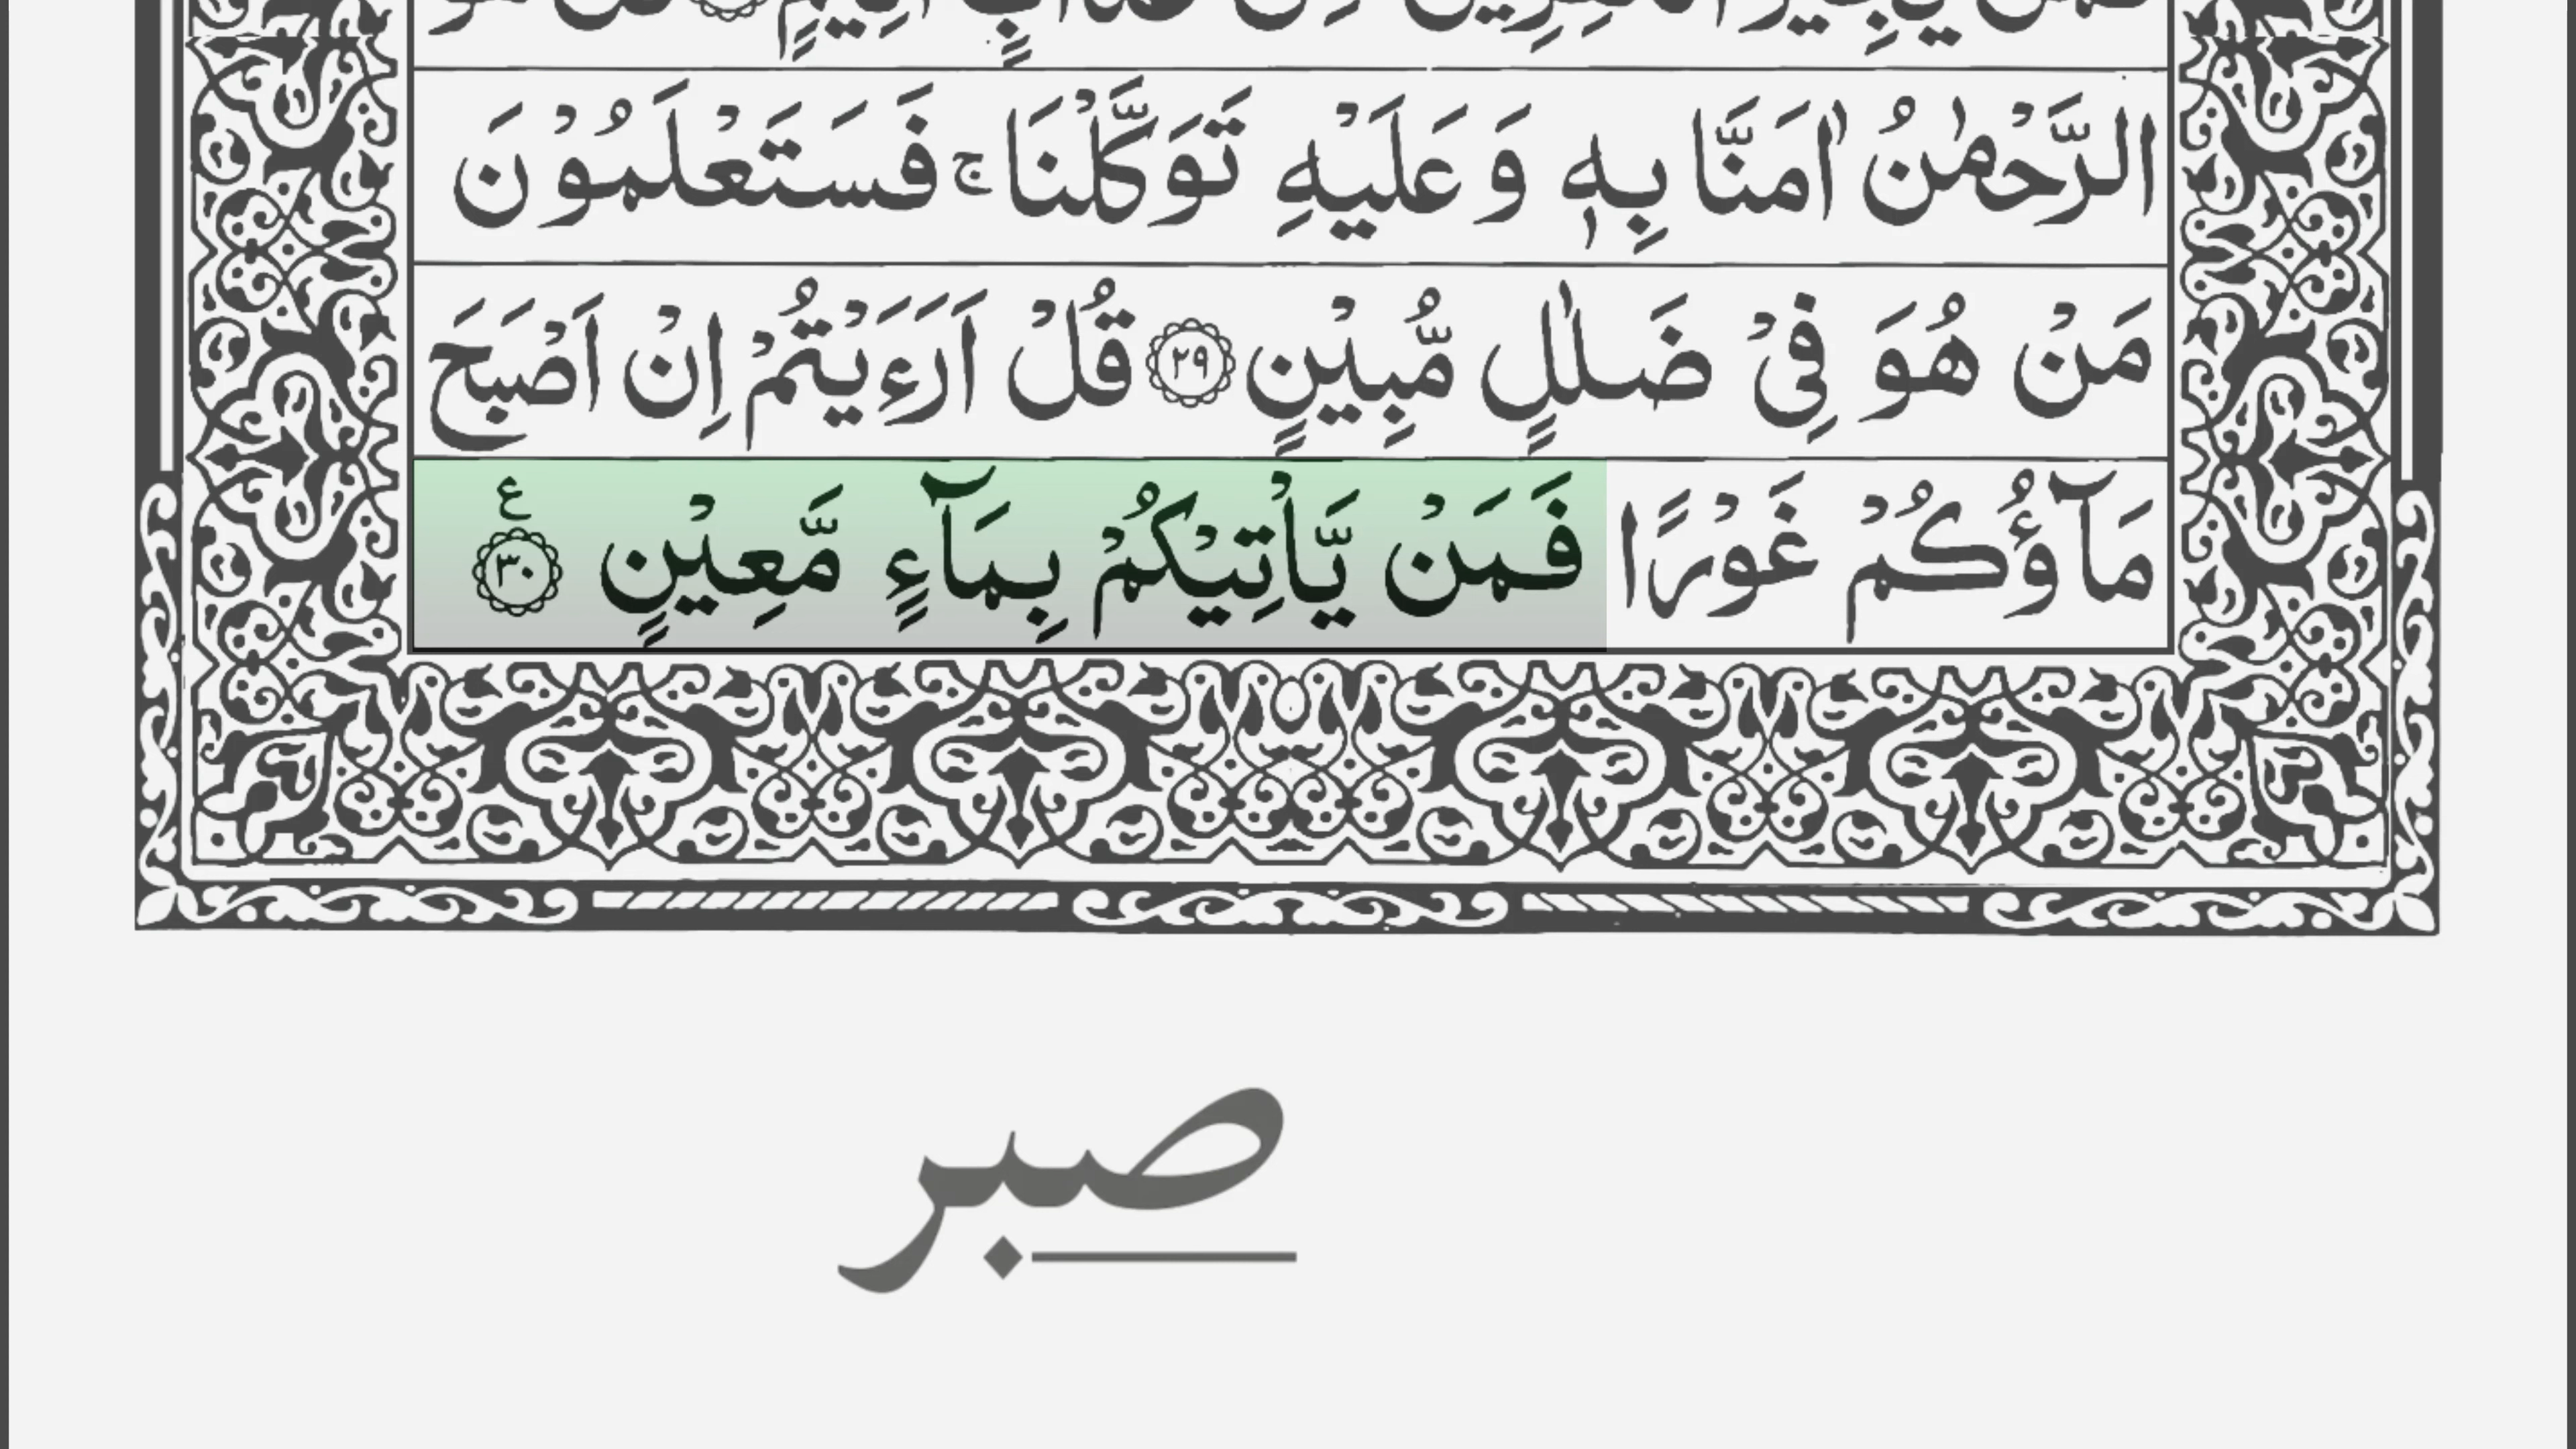 الرَّحْمٰنُ اٰمَنَّا بِهٖ وَعَلَيْهِ تَوَكَّلْنَا ۚ فَسَتَعْلَمُوْنَ
مَنْ هُوَ فِيْ ضَلٰلٍ مُّبِيْنٍ ﴿٢٩﴾ قُلْ اَرَءَيْتُمْ اِنْ اَصْبَحَ
مَآؤُكُمْ غَوْرًا فَمَنْ يَّاْتِيْكُمْ بِمَآءٍ مَّعِيْنٍ ﴿٣٠﴾ ع
صبر